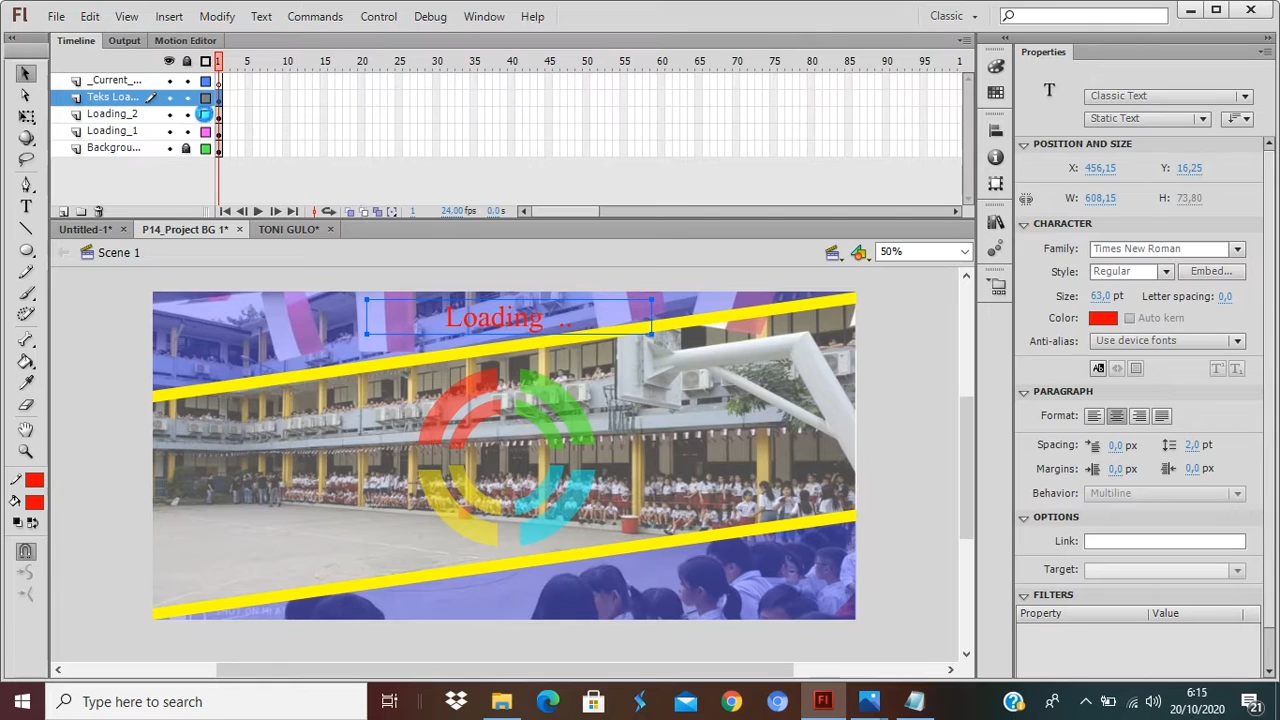 Fl File Edit View Insert Modify Text Commands Control Debug Window Help Classic
Timeline Output Motion Editor
1 5 10 15 20 25 30 35 40 45 50 55 60 65 70 75 80 85 90 95 1
_Current_...
Teks Loa...
Loading_2
Loading_1
Backgrou...
1 24.00 fps 0,0 s
Untitled-1* × P14_Project BG 1* × TONI GULO* ×
Scene 1 50%
Loading ..
Properties
T Classic Text
Static Text
POSITION AND SIZE
X: 456,15 Y: 16,25
W: 608,15 H: 73,80
CHARACTER
Family: Times New Roman
Style: Regular Embed...
Size: 63,0 pt Letter spacing: 0,0
Color: Auto kern
Anti-alias: Use device fonts
PARAGRAPH
Format:
Spacing: 0,0 px 2,0 pt
Margins: 0,0 px 0,0 px
Behavior: Multiline
OPTIONS
Link:
Target:
FILTERS
Property Value
Type here to search
Fl
6:15
20/10/2020
21